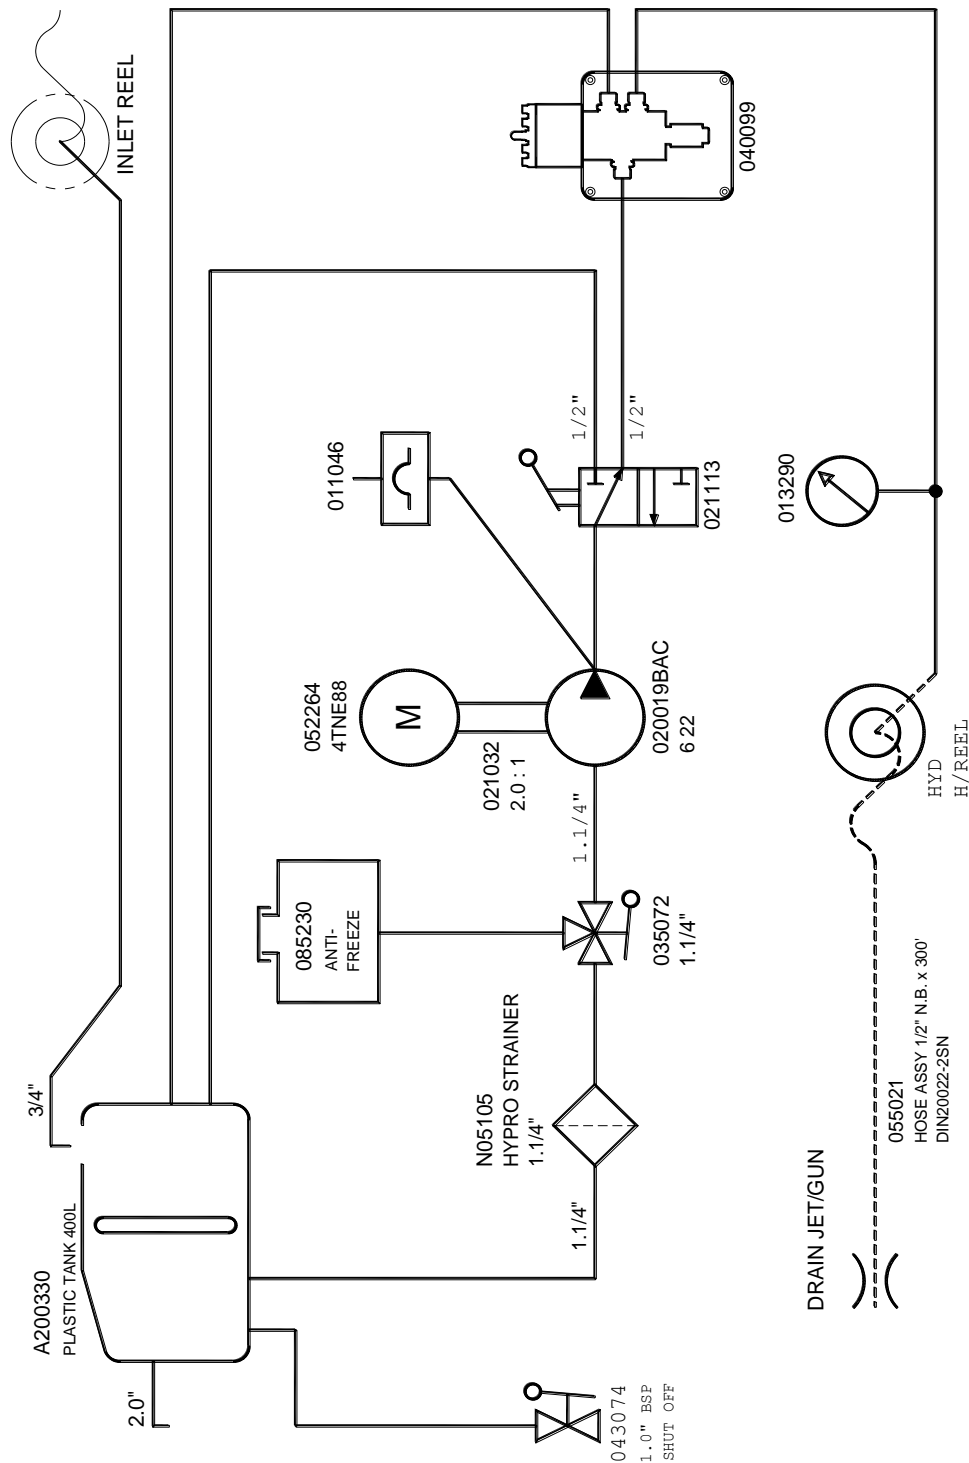 INLET REEL
3/4"
A200330
PLASTIC TANK 400L
2.0"
043074
1.0" BSP
SHUT OFF
1.1/4"
N05105
HYPRO STRAINER
1.1/4"
085230
ANTI-
FREEZE
035072
1.1/4"
1.1/4"
021032
2.0 : 1
052264
4TNE88
M
020019BAC
6 22
011046
1/2"
1/2"
021113
040099
013290
HYD
H/REEL
055021
HOSE ASSY 1/2" N.B. x 300'
DIN20022-2SN
DRAIN JET/GUN